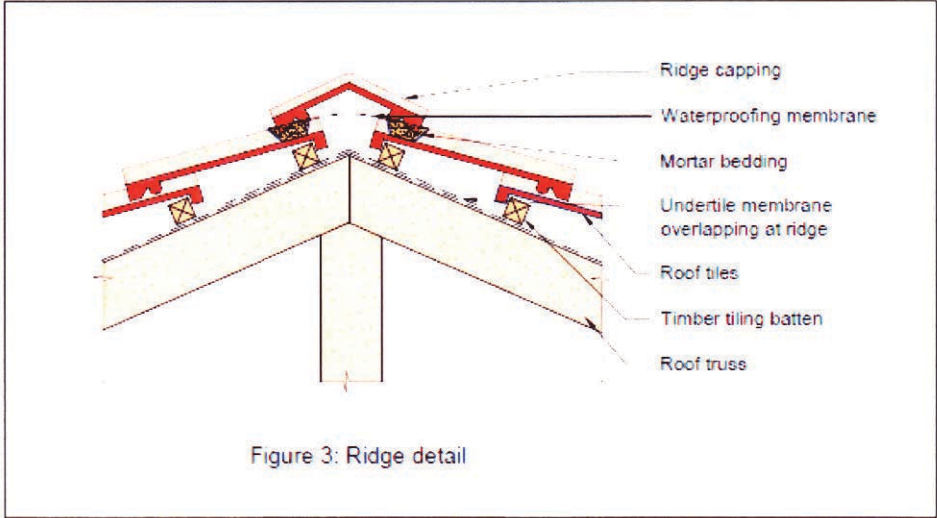 Ridge capping
Waterproofing membrane
Mortar bedding
Undertile membrane
overlapping at ridge
Roof tiles
Timber tiling batten
Roof truss
Figure 3: Ridge detail